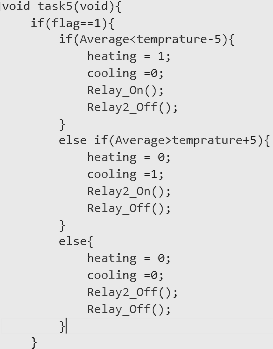 void task5(void){
    if(flag==1){
        if(Average<temprature-5){
            heating = 1;
            cooling =0;
            Relay_On();
            Relay2_Off();
        }
        else if(Average>temprature+5){
            heating = 0;
            cooling =1;
            Relay2_On();
            Relay_Off();
        }
        else{
            heating = 0;
            cooling =0;
            Relay2_Off();
            Relay_Off();
        }
    }